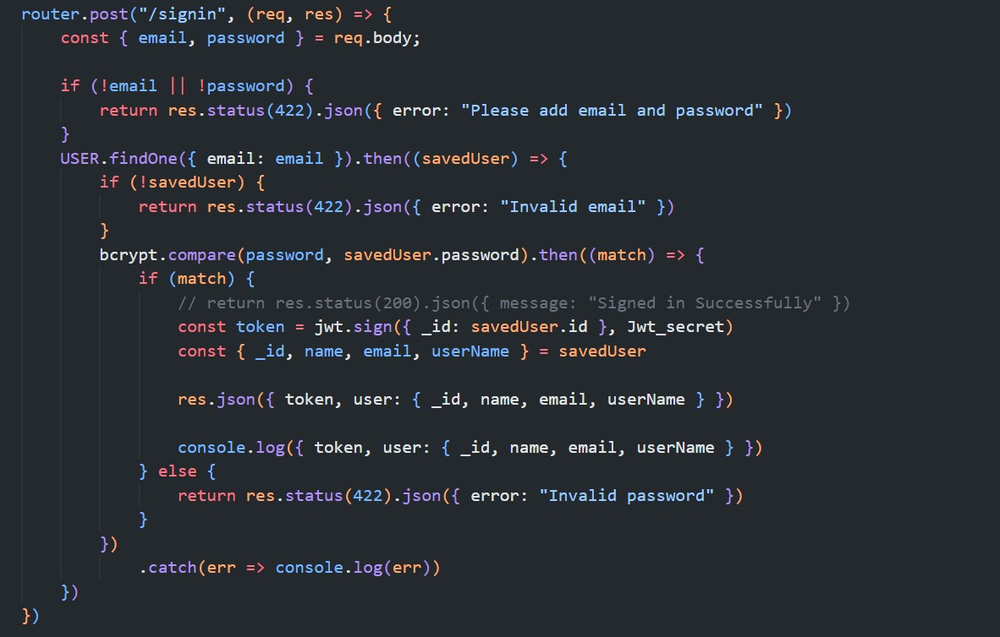 router.post("/signin", (req, res) => {
    const { email, password } = req.body;

    if (!email || !password) {
        return res.status(422).json({ error: "Please add email and password" })
    }
    USER.findOne({ email: email }).then((savedUser) => {
        if (!savedUser) {
            return res.status(422).json({ error: "Invalid email" })
        }
        bcrypt.compare(password, savedUser.password).then((match) => {
            if (match) {
                // return res.status(200).json({ message: "Signed in Successfully" })
                const token = jwt.sign({ _id: savedUser.id }, Jwt_secret)
                const { _id, name, email, userName } = savedUser

                res.json({ token, user: { _id, name, email, userName } })

                console.log({ token, user: { _id, name, email, userName } })
            } else {
                return res.status(422).json({ error: "Invalid password" })
            }
        })
            .catch(err => console.log(err))
    })
})